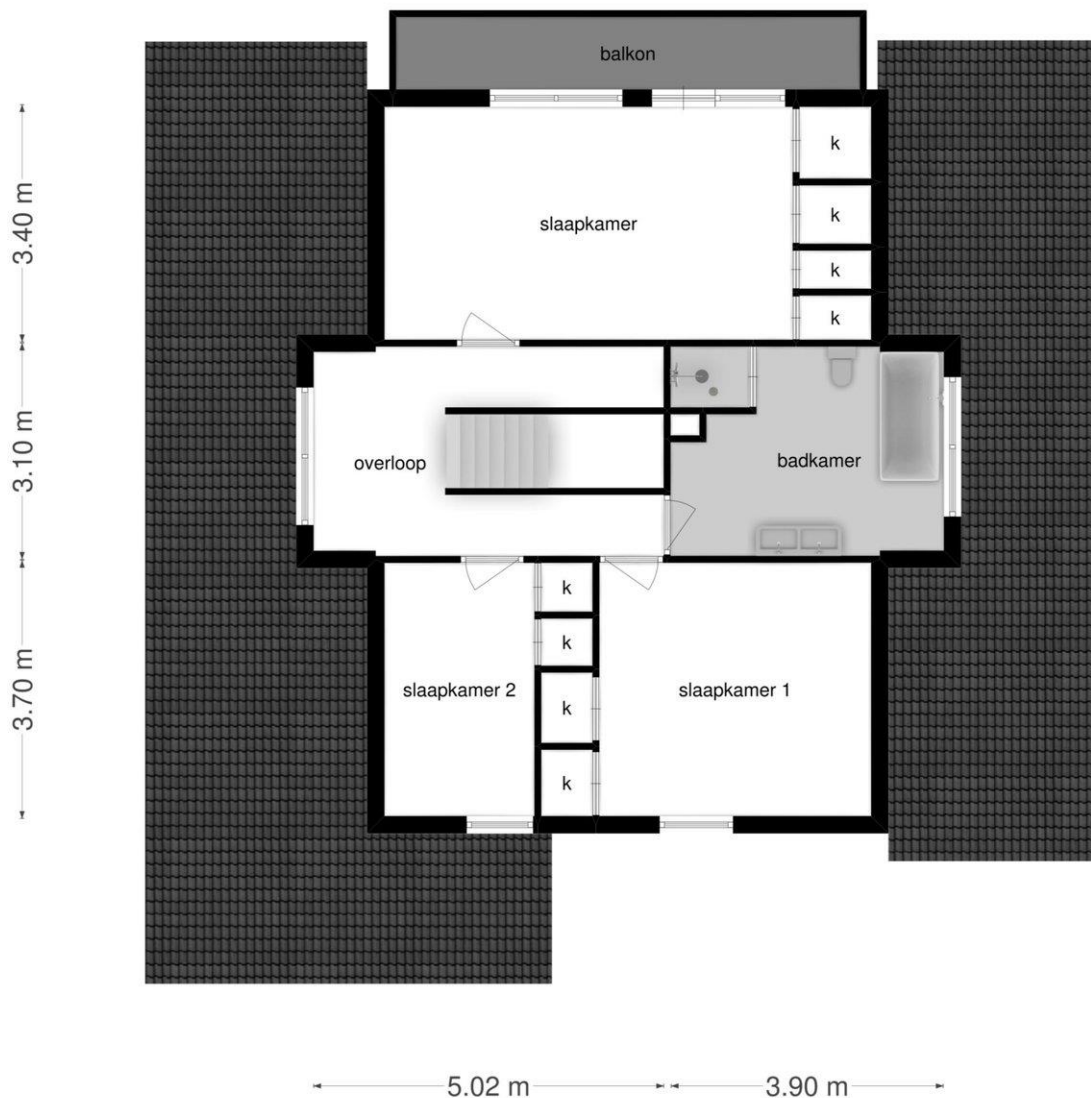 balkon
k
slaapkamer
k
k
k
3.40 m
3.10 m
overloop
badkamer
k
k
slaapkamer 2
slaapkamer 1
k
k
3.70 m
5.02 m
3.90 m